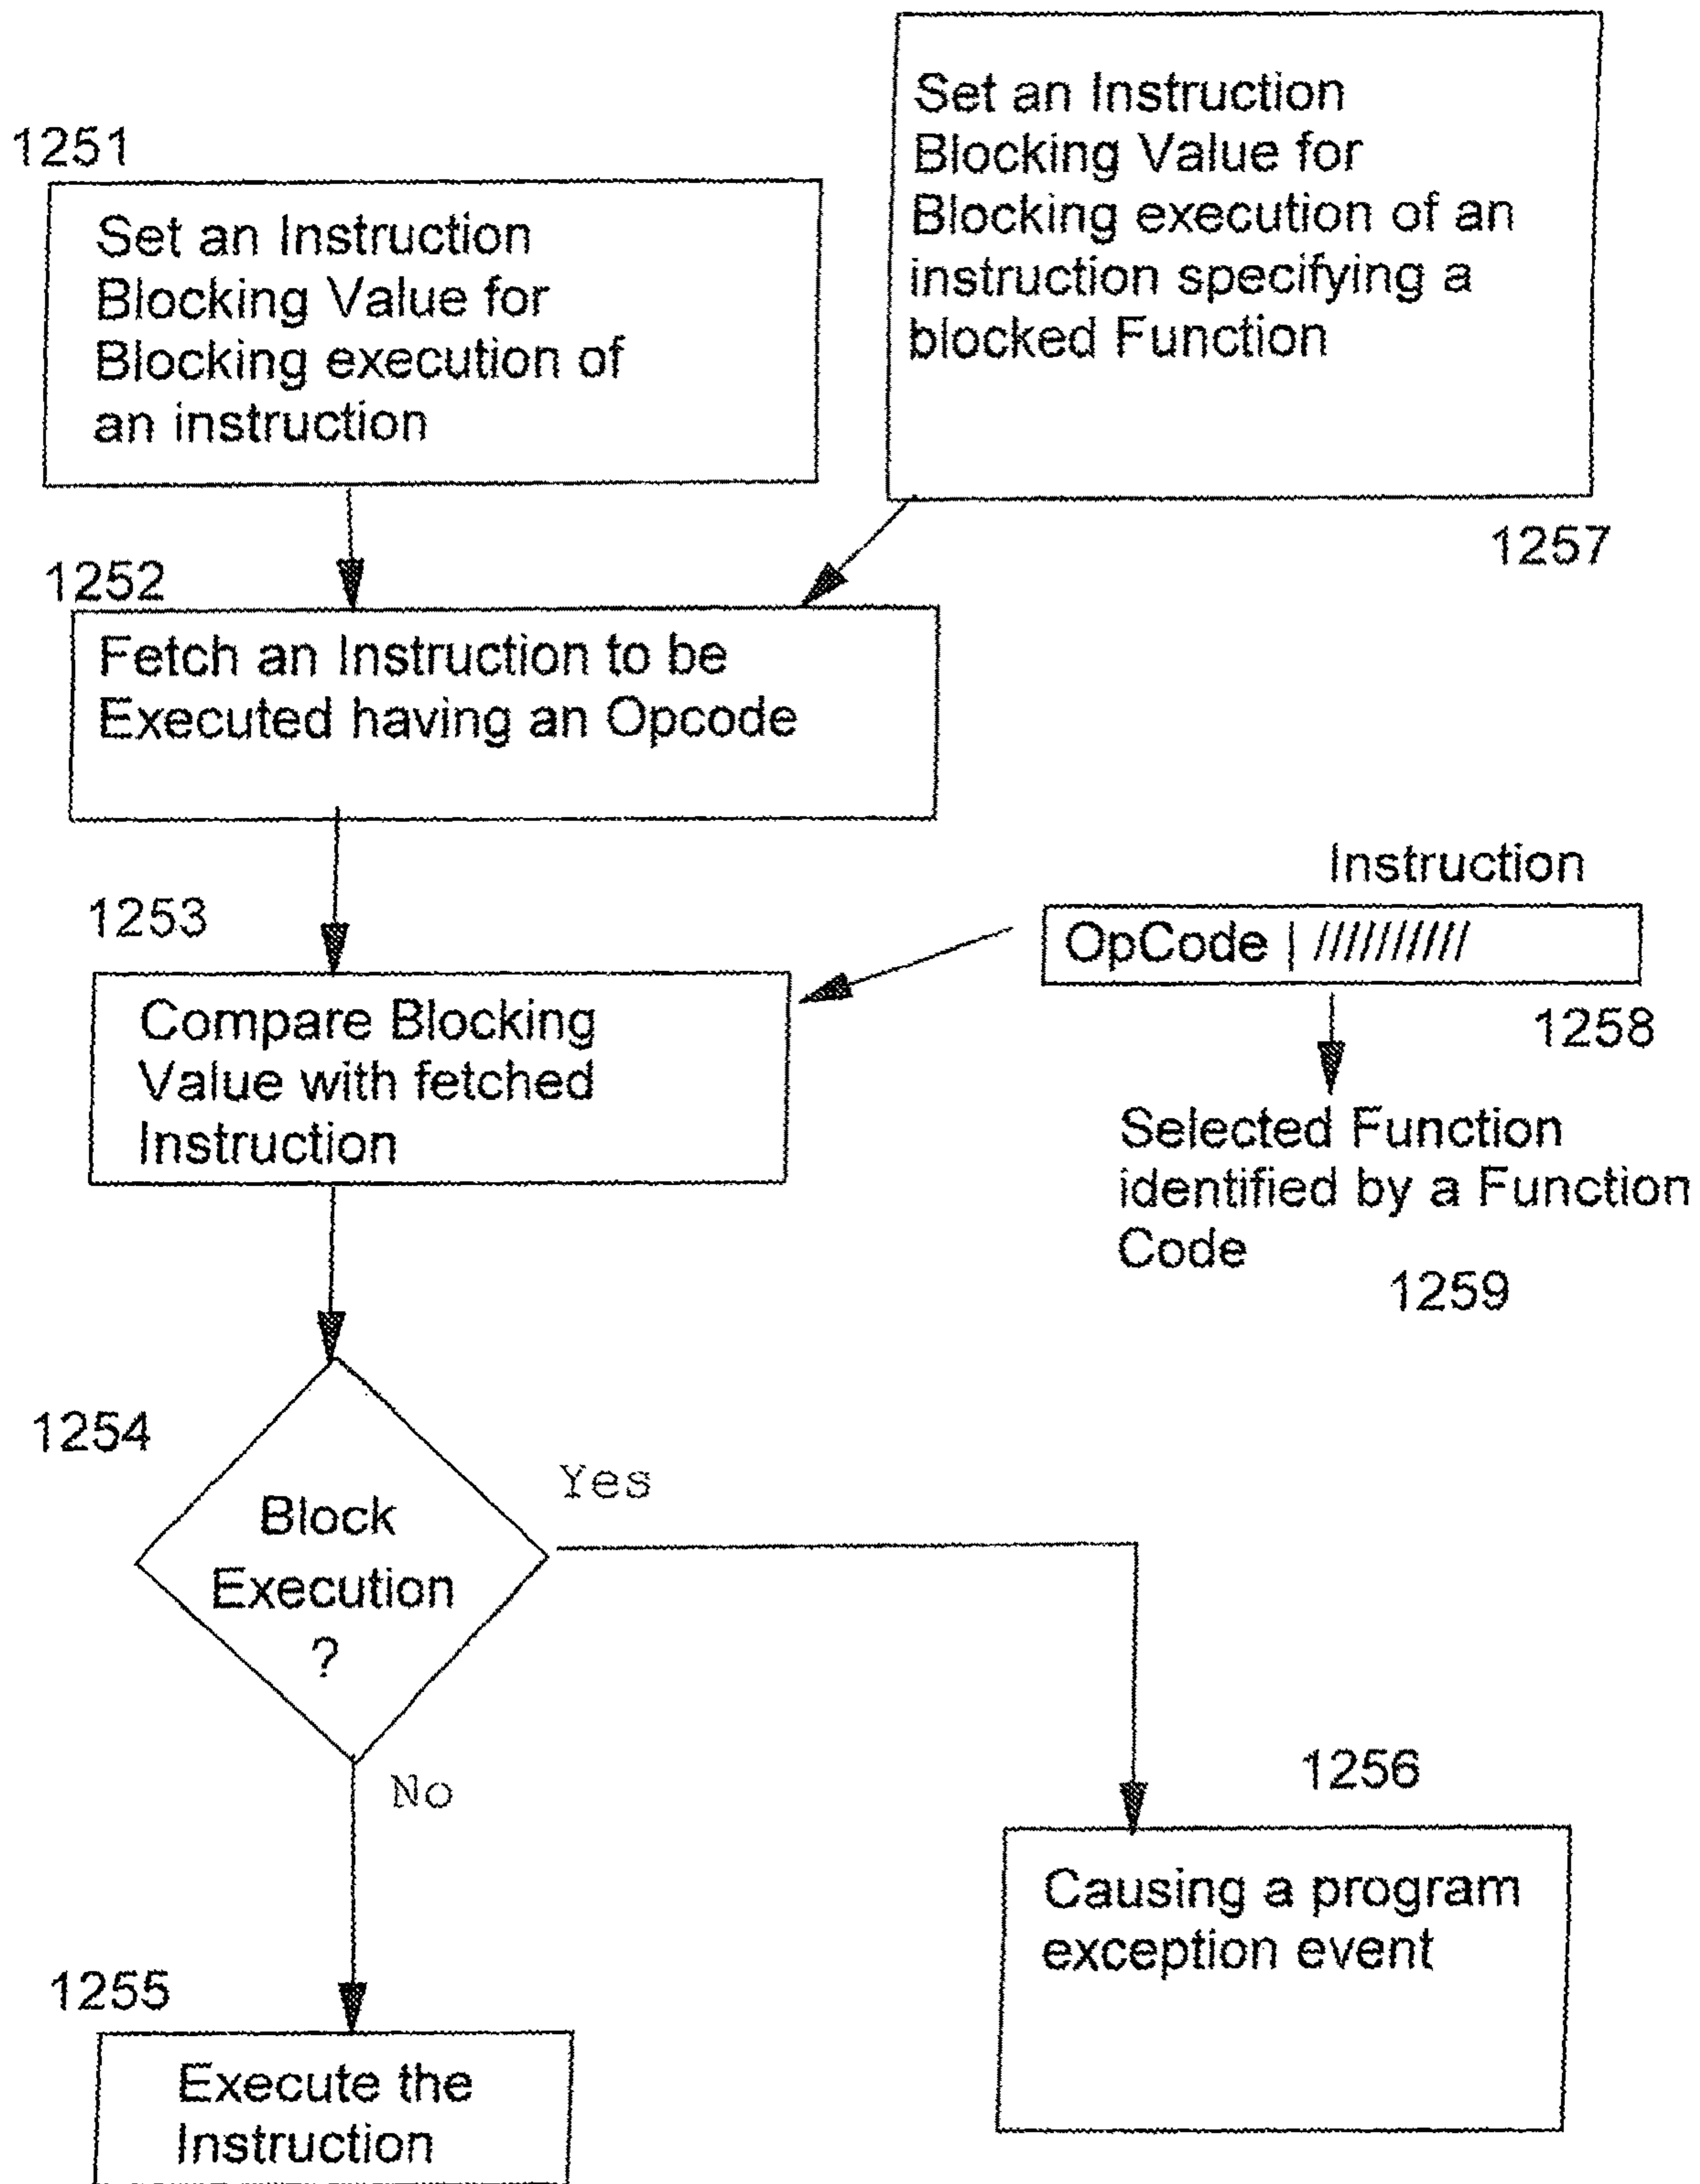 1251
Set an Instruction
Blocking Value for
Blocking execution of
an instruction
Set an Instruction
Blocking Value for
Blocking execution of an
instruction specifying a
blocked Function
1257
1252
Fetch an Instruction to be
Executed having an Opcode
1253
Compare Blocking
Value with fetched
Instruction
Instruction
OpCode | //////////
1258
Selected Function
identified by a Function
Code
1259
1254
Block
Execution
?
Yes
No
1256
Causing a program
exception event
1255
Execute the
Instruction